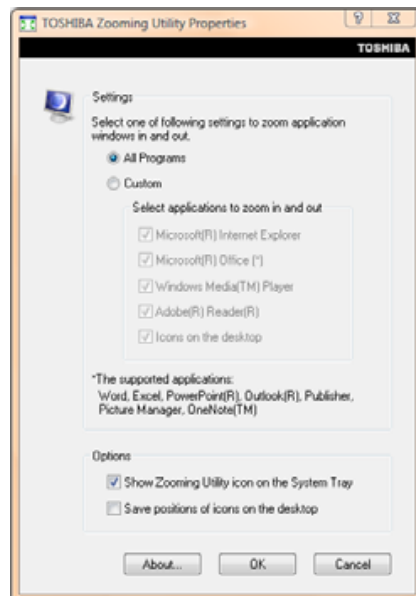 TOSHIBA Zooming Utility Properties
TOSHIBA
Settings
Select one of following settings to zoom application
windows in and out.
All Programs
Custom
Select applications to zoom in and out
Microsoft(R) Internet Explorer
Microsoft(R) Office (*)
Windows Media(TM) Player
Adobe(R) Reader(R)
Icons on the desktop
*The supported applications:
Word, Excel, PowerPoint(R), Outlook(R), Publisher,
Picture Manager, OneNote(TM)
Options
Show Zooming Utility icon on the System Tray
Save positions of icons on the desktop
About... OK Cancel